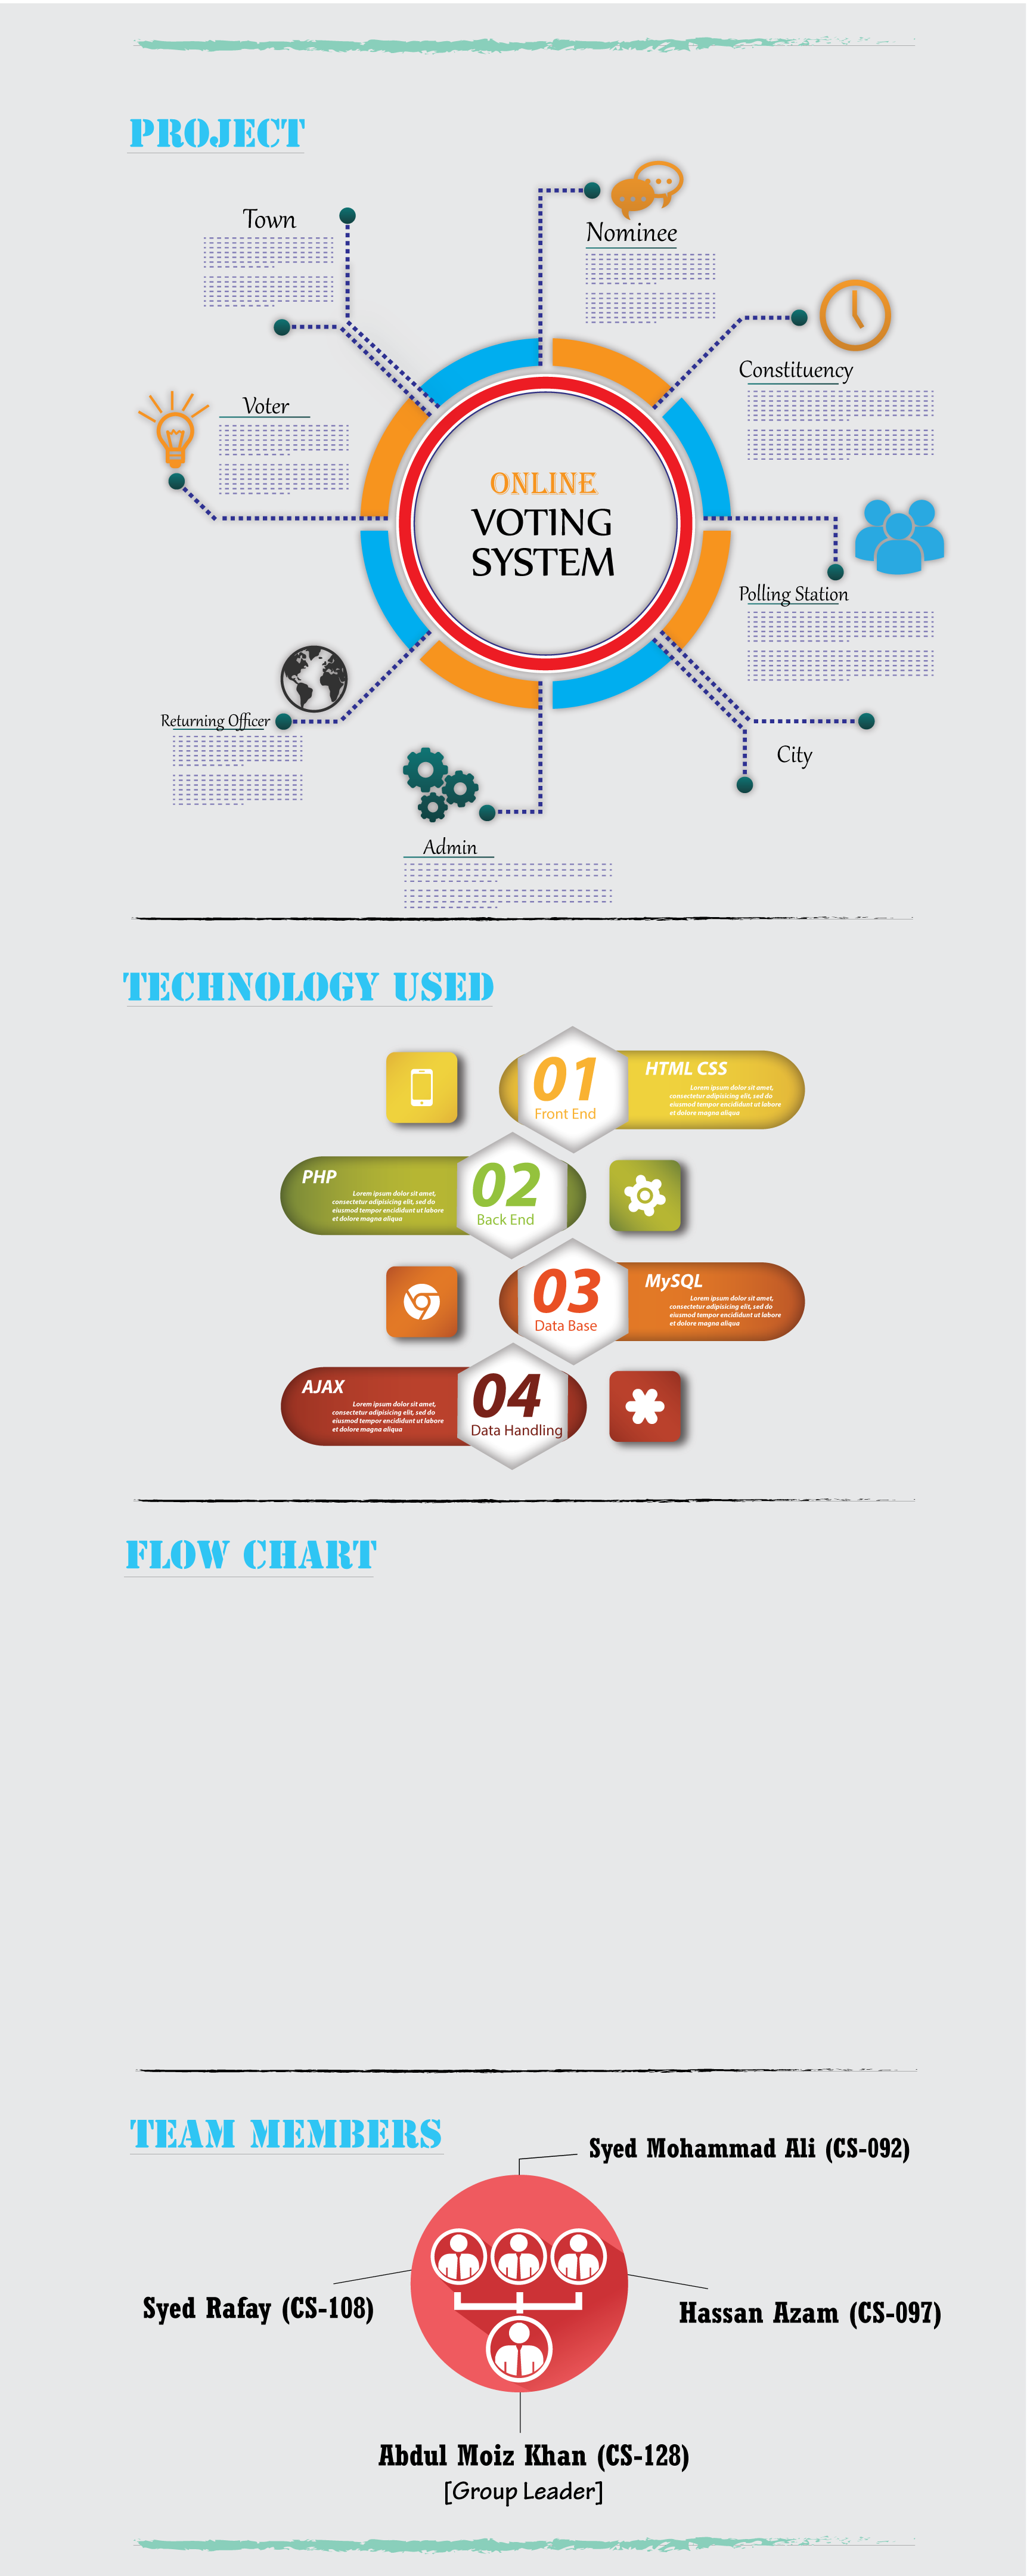 PROJECT
Town
Nominee
Constituency
Voter
ONLINE
VOTING
SYSTEM
Polling Station
Returning Officer
City
Admin
TECHNOLOGY USED
01
Front End
HTML CSS
Lorem ipsum dolor sit amet,
consectetur adipisicing elit, sed do
eiusmod tempor encididunt ut labore
et dolore magna aliqua
PHP
Lorem ipsum dolor sit amet,
consectetur adipisicing elit, sed do
eiusmod tempor encididunt ut labore
et dolore magna aliqua
02
Back End
03
Data Base
MySQL
Lorem ipsum dolor sit amet,
consectetur adipisicing elit, sed do
eiusmod tempor encididunt ut labore
et dolore magna aliqua
AJAX
Lorem ipsum dolor sit amet,
consectetur adipisicing elit, sed do
eiusmod tempor encididunt ut labore
et dolore magna aliqua
04
Data Handling
FLOW CHART
TEAM MEMBERS
Syed Mohammad Ali (CS-092)
Syed Rafay (CS-108)
Hassan Azam (CS-097)
Abdul Moiz Khan (CS-128)
[Group Leader]